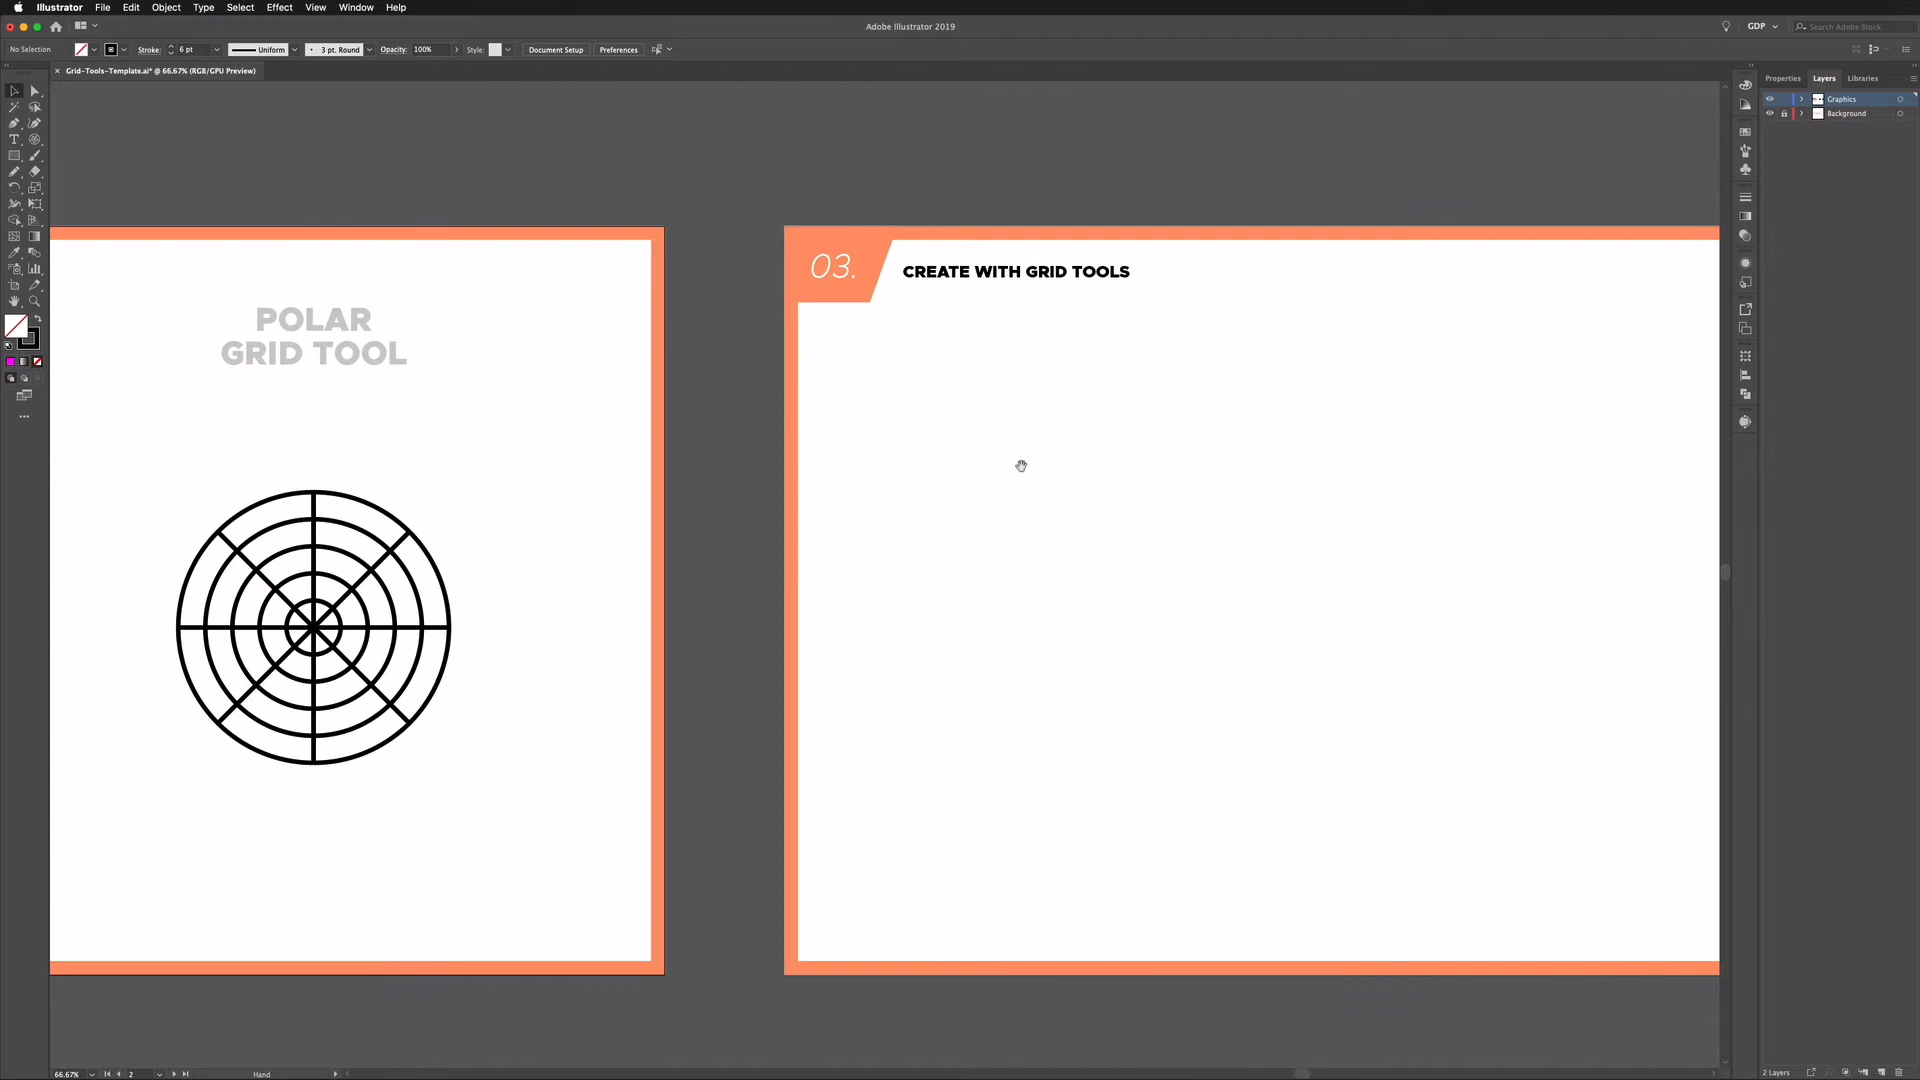 Illustrator File Edit Object Type Select Effect View Window Help
Adobe Illustrator 2019
GDP
Search Adobe Stock
No Selection
Stroke: 6 pt
Uniform
3 pt. Round
Opacity: 100%
Style:
Document Setup
Preferences
Grid-Tools-Template.ai* @ 66.67% (RGB/GPU Preview)
Properties Layers Libraries
Graphics
Background
POLAR
GRID TOOL
03.
CREATE WITH GRID TOOLS
66.67%
2
Hand
2 Layers